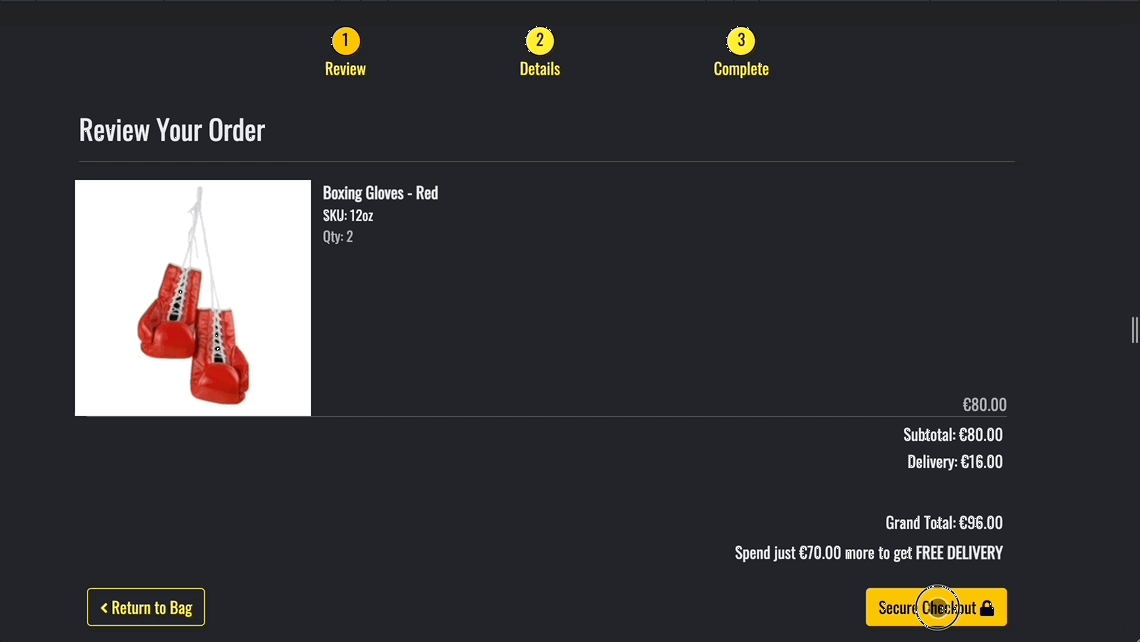 1
2
3
Review
Details
Complete
Review Your Order
Boxing Gloves - Red
SKU: 12oz
Qty: 2
€80.00
Subtotal: €80.00
Delivery: €16.00
Grand Total: €96.00
Spend just €70.00 more to get FREE DELIVERY
Return to Bag
Secure Checkout